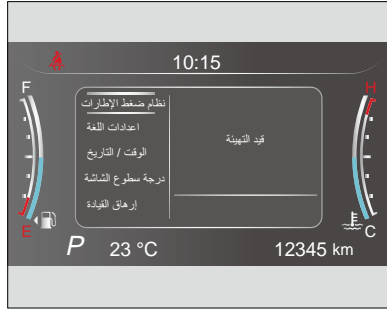 10:15
F
H
نظام ضغط الإطارات
اعدادات اللغة
الوقت / التاريخ
درجة سطوع الشاشة
إرهاق القيادة
قيد التهيئة
E
C
P
23 °C
12345 km